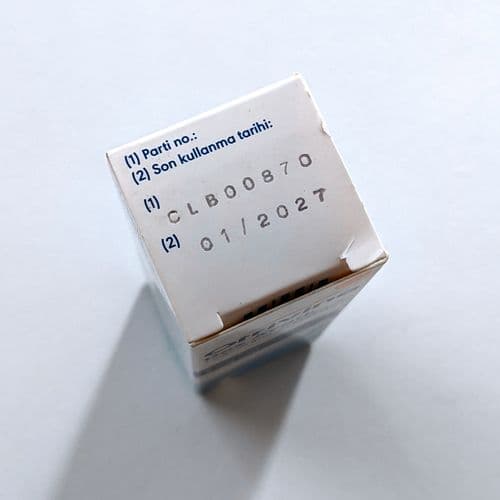 (1) Parti no.:
(2) Son kullanma tarihi:
(1) CLB00870
(2) 01/2027